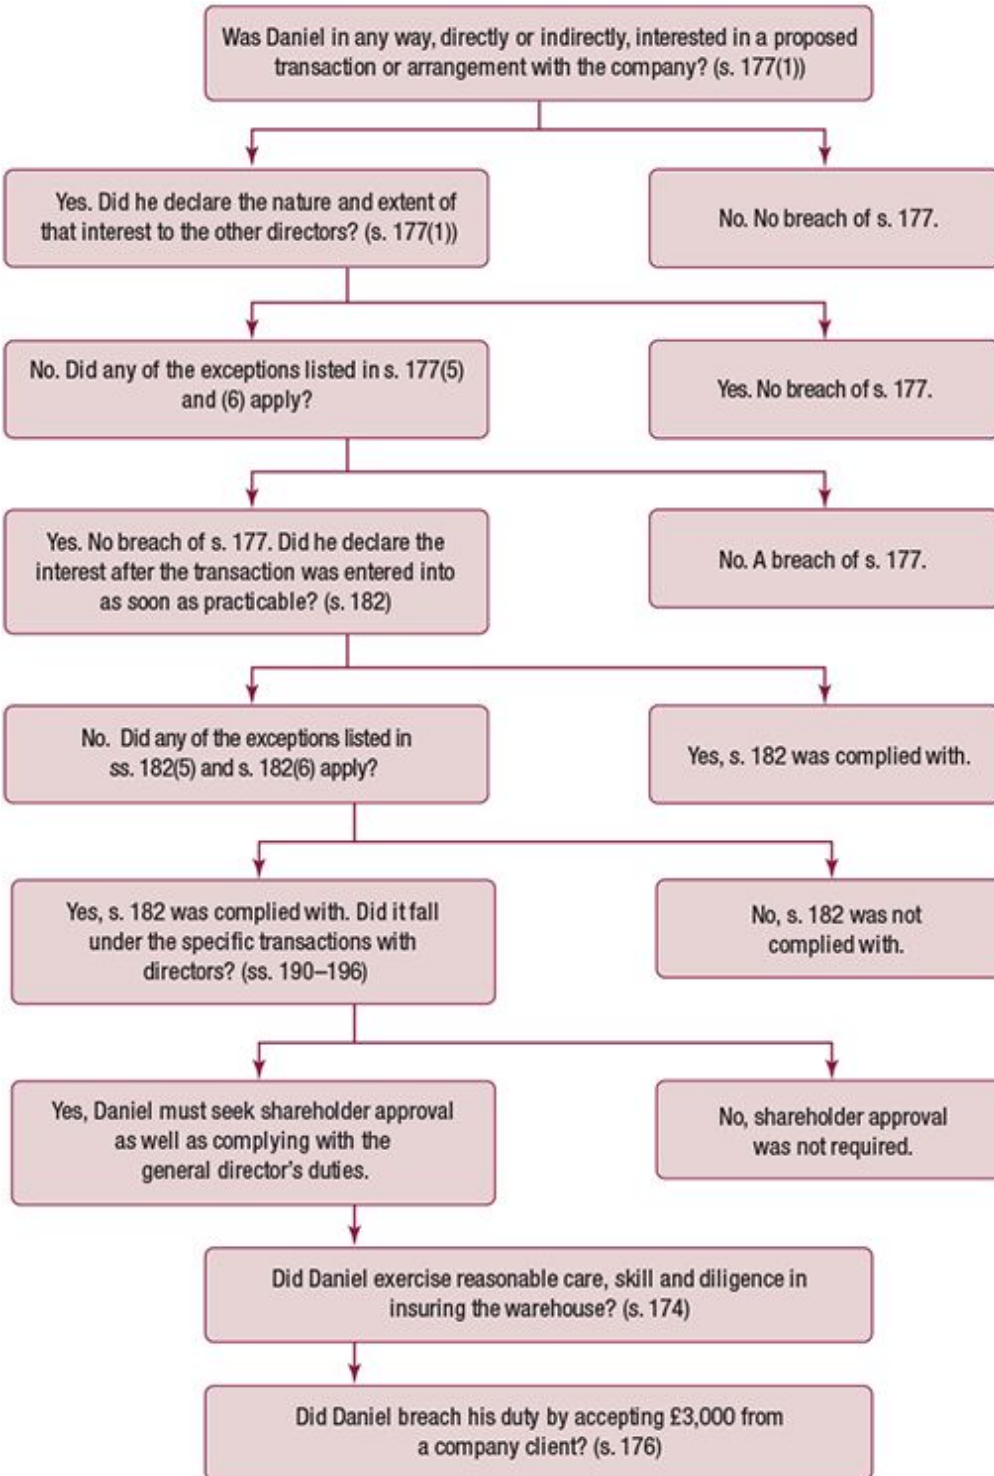 Was Daniel in any way, directly or indirectly, interested in a proposed
transaction or arrangement with the company? (s. 177(1))
Yes. Did he declare the nature and extent of
that interest to the other directors? (s. 177(1))
No. No breach of s. 177.
No. Did any of the exceptions listed in s. 177(5)
and (6) apply?
Yes. No breach of s. 177.
Yes. No breach of s. 177. Did he declare the
interest after the transaction was entered into
as soon as practicable? (s. 182)
No. A breach of s. 177.
No. Did any of the exceptions listed in
ss. 182(5) and s. 182(6) apply?
Yes, s. 182 was complied with.
Yes, s. 182 was complied with. Did it fall
under the specific transactions with
directors? (ss. 190–196)
No, s. 182 was not
complied with.
Yes, Daniel must seek shareholder approval
as well as complying with the
general director's duties.
No, shareholder approval
was not required.
Did Daniel exercise reasonable care, skill and diligence in
insuring the warehouse? (s. 174)
Did Daniel breach his duty by accepting £3,000 from
a company client? (s. 176)